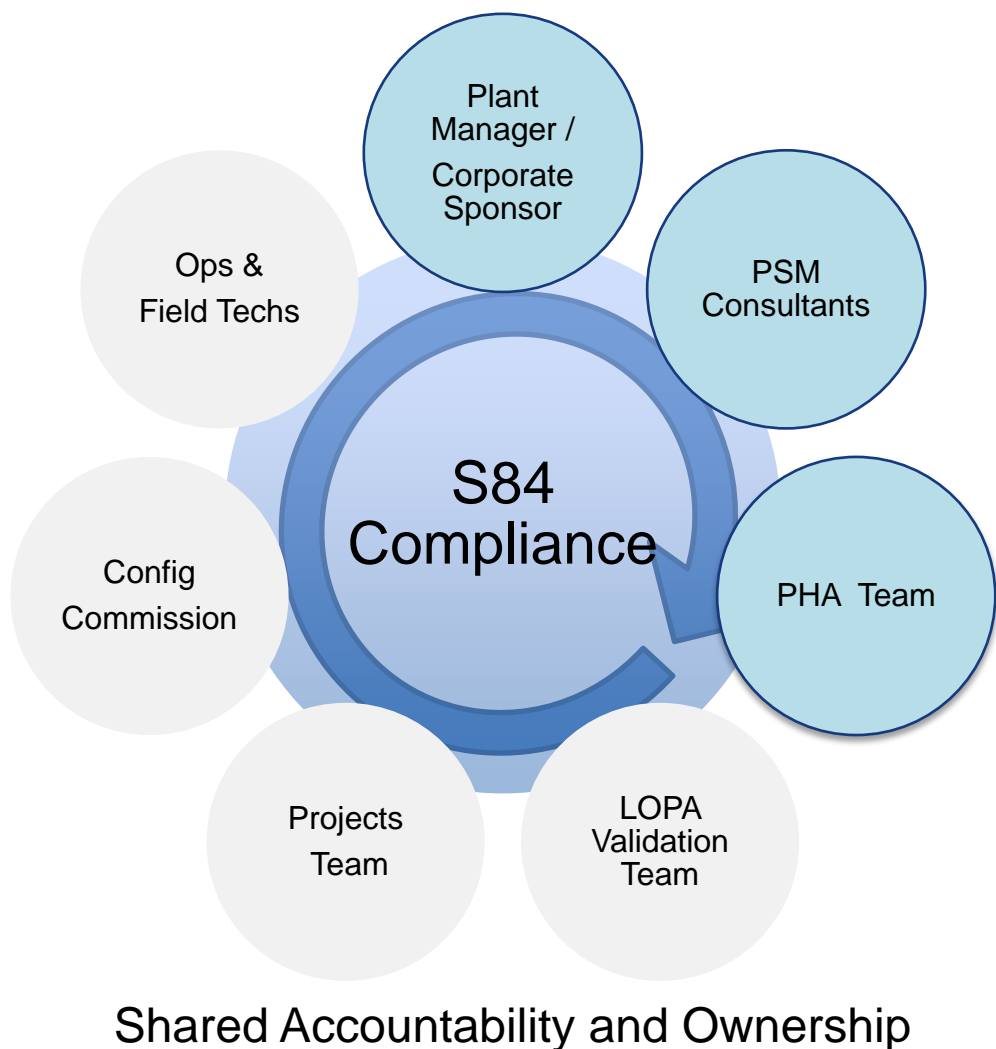 Plant
Manager /
Corporate
Sponsor
PSM
Consultants
PHA Team
LOPA
Validation
Team
Projects
Team
Config
Commission
Ops &
Field Techs
S84
Compliance
Shared Accountability and Ownership